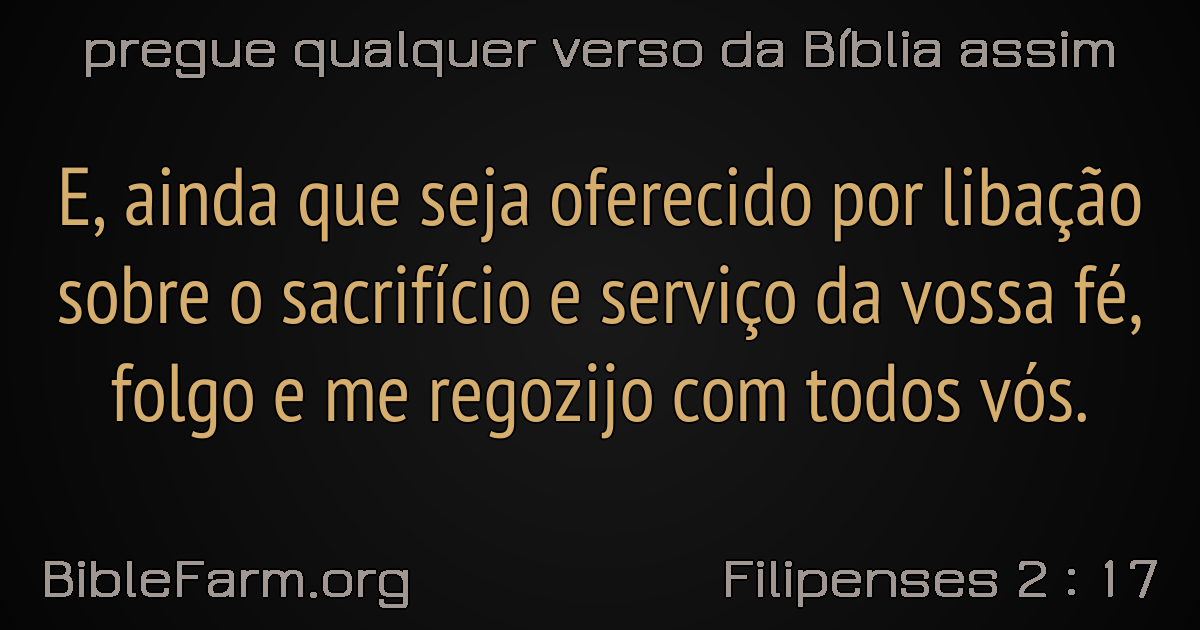 pregue qualquer verso da Bíblia assim
E, ainda que seja oferecido por libação
sobre o sacrifício e serviço da vossa fé,
folgo e me regozijo com todos vós.
BibleFarm.org
Filipenses 2 : 17